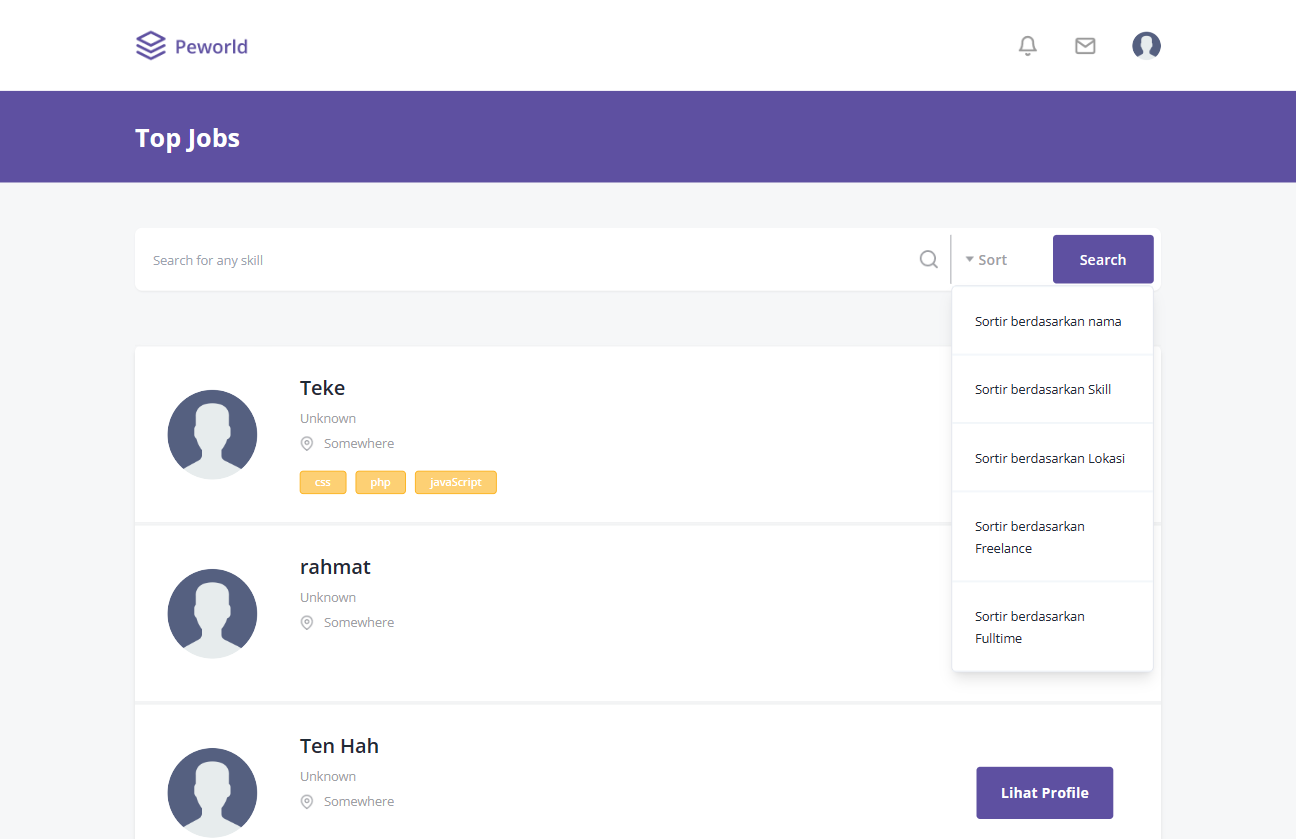 Peworld
Top Jobs
Search for any skill
Sort
Search
Sortir berdasarkan nama
Sortir berdasarkan Skill
Sortir berdasarkan Lokasi
Sortir berdasarkan
Freelance
Sortir berdasarkan
Fulltime
Teke
Unknown
Somewhere
css php javaScript
rahmat
Unknown
Somewhere
Ten Hah
Unknown
Somewhere
Lihat Profile